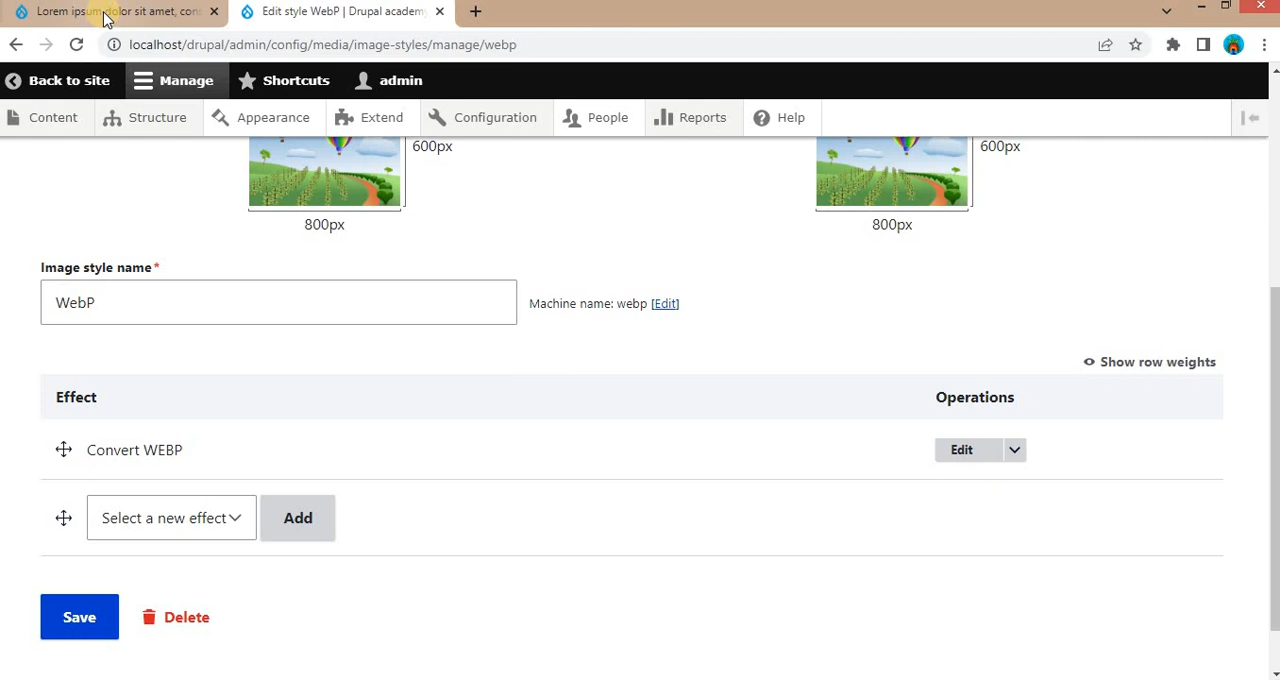 Lorem ipsum dolor sit amet, cons
Edit style WebP | Drupal academy
localhost/drupal/admin/config/media/image-styles/manage/webp
Back to site Manage Shortcuts admin
Content Structure Appearance Extend Configuration People Reports Help
600px 600px
800px 800px
Image style name*
WebP
Machine name: webp [Edit]
Show row weights
Effect Operations
Convert WEBP Edit
Select a new effect Add
Save Delete